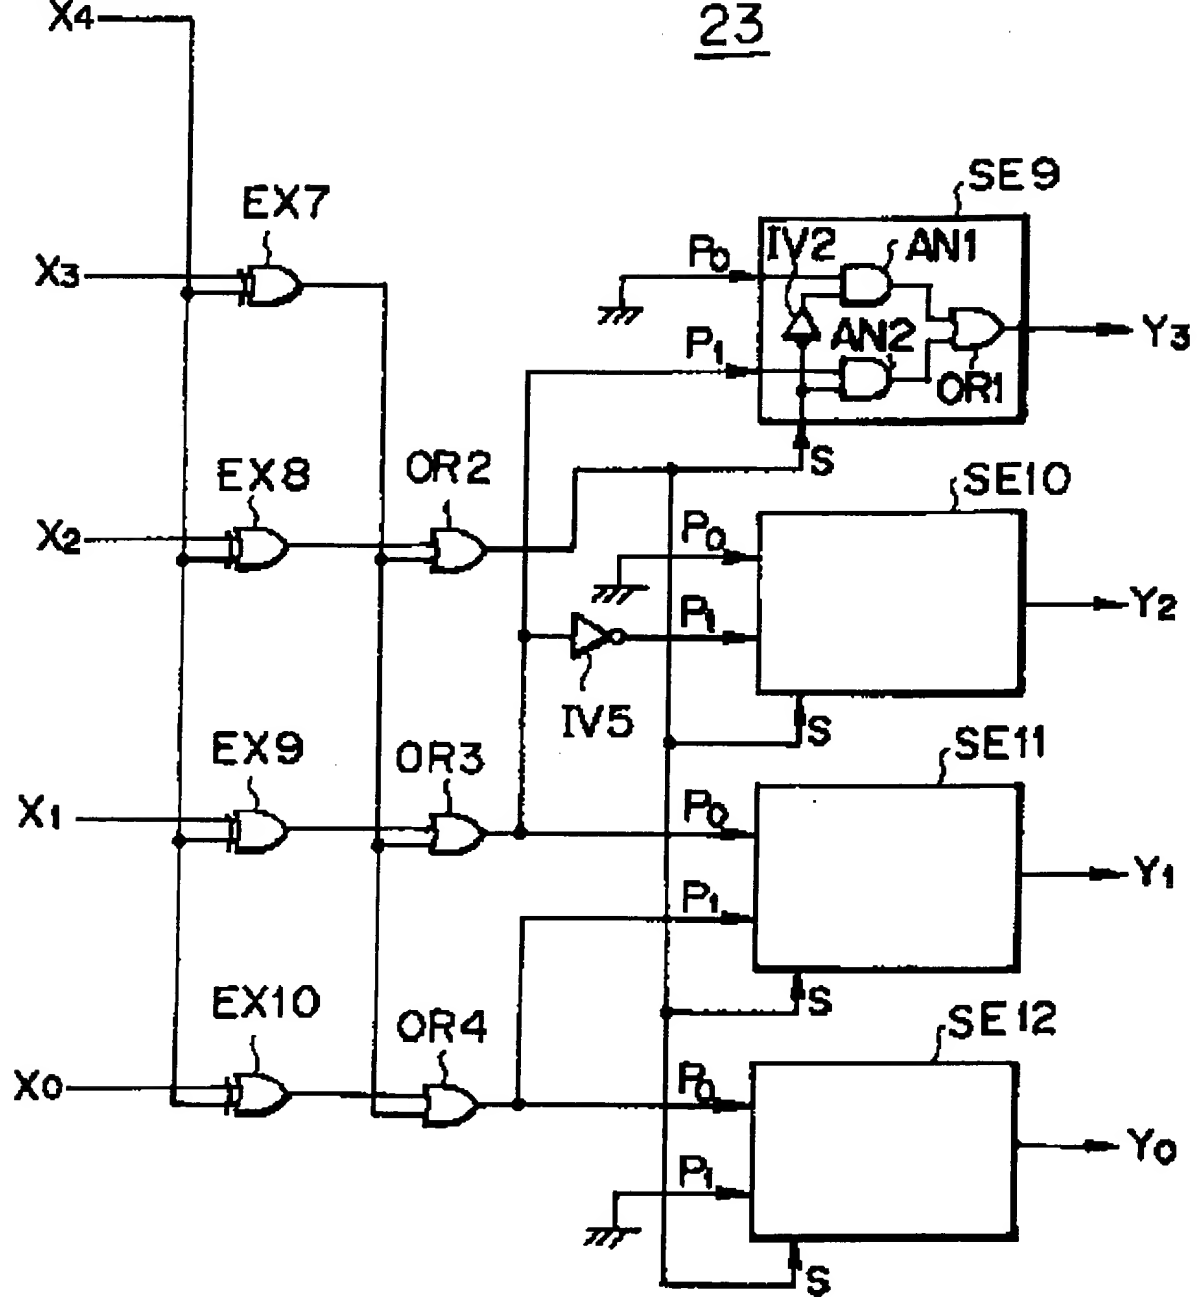 X4
23
EX7
SE9
X3
P0
IV2
AN1
P1
AN2
OR1
Y3
S
EX8
OR2
SE10
X2
P0
P1
Y2
IV5
S
EX9
OR3
SE11
X1
P0
P1
Y1
S
EX10
OR4
SE12
X0
P0
P1
Y0
S